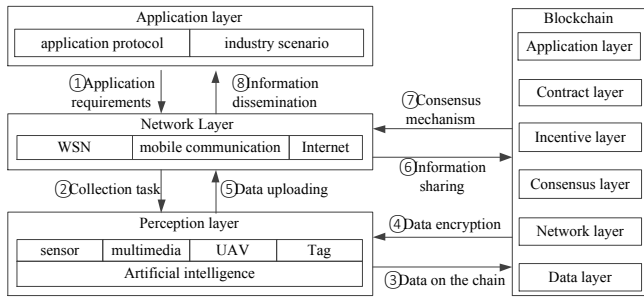 Application layer
application protocol
industry scenario
①Application
requirements
⑧Information
dissemination
Network Layer
WSN
mobile communication
Internet
②Collection task
⑤Data uploading
Perception layer
sensor
multimedia
UAV
Tag
Artificial intelligence
⑦Consensus
mechanism
⑥Information
sharing
④Data encryption
③Data on the chain
Blockchain
Application layer
Contract layer
Incentive layer
Consensus layer
Network layer
Data layer